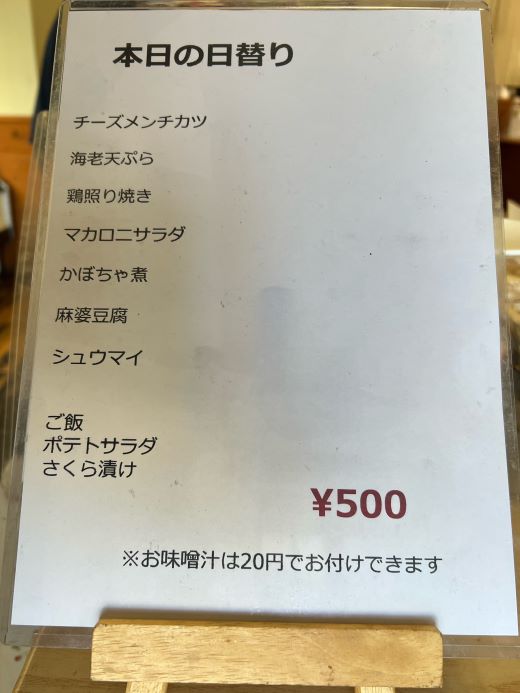 本日の日替り
チーズメンチカツ
海老天ぷら
鶏照り焼き
マカロニサラダ
かぼちゃ煮
麻婆豆腐
シュウマイ
ご飯
ポテトサラダ
さくら漬け
¥500
※お味噌汁は20円でお付けできます